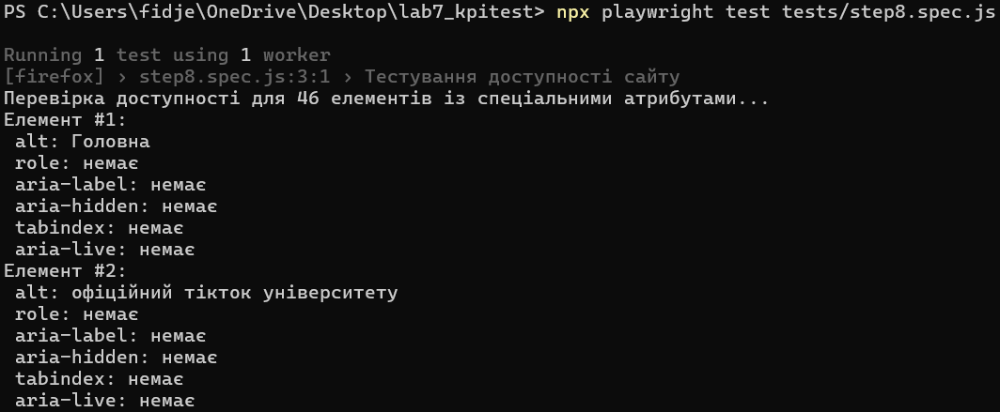 PS C:\Users\fidje\OneDrive\Desktop\lab7_kpitest> npx playwright test tests/step8.spec.js
Running 1 test using 1 worker
[firefox] › step8.spec.js:3:1 › Тестування доступності сайту
Перевірка доступності для 46 елементів із спеціальними атрибутами...
Елемент #1:
alt: Головна
role: немає
aria-label: немає
aria-hidden: немає
tabindex: немає
aria-live: немає
Елемент #2:
alt: офіційний тікток університету
role: немає
aria-label: немає
aria-hidden: немає
tabindex: немає
aria-live: немає